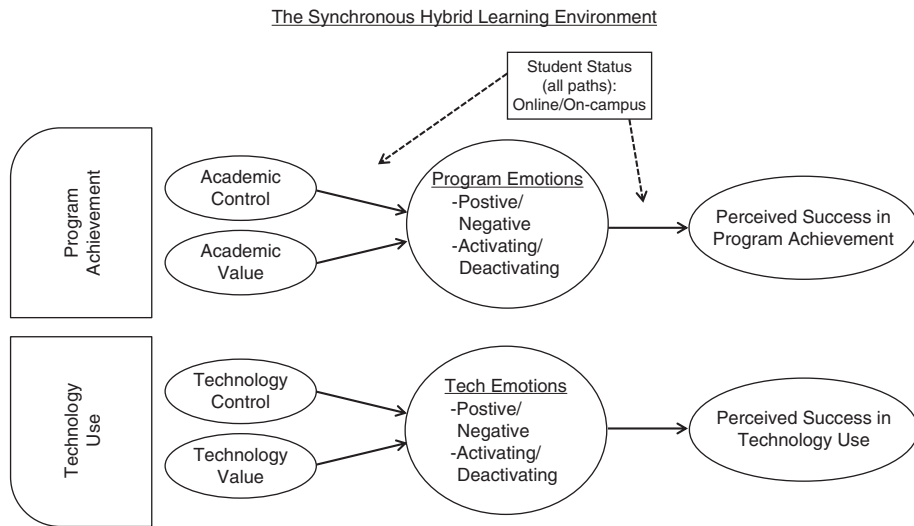 The Synchronous Hybrid Learning Environment
Student Status
(all paths):
Online/On-campus
Program
Achievement
Academic
Control
Academic
Value
Program Emotions
-Postive/
Negative
-Activating/
Deactivating
Perceived Success in
Program Achievement
Technology
Use
Technology
Control
Technology
Value
Tech Emotions
-Postive/
Negative
-Activating/
Deactivating
Perceived Success in
Technology Use